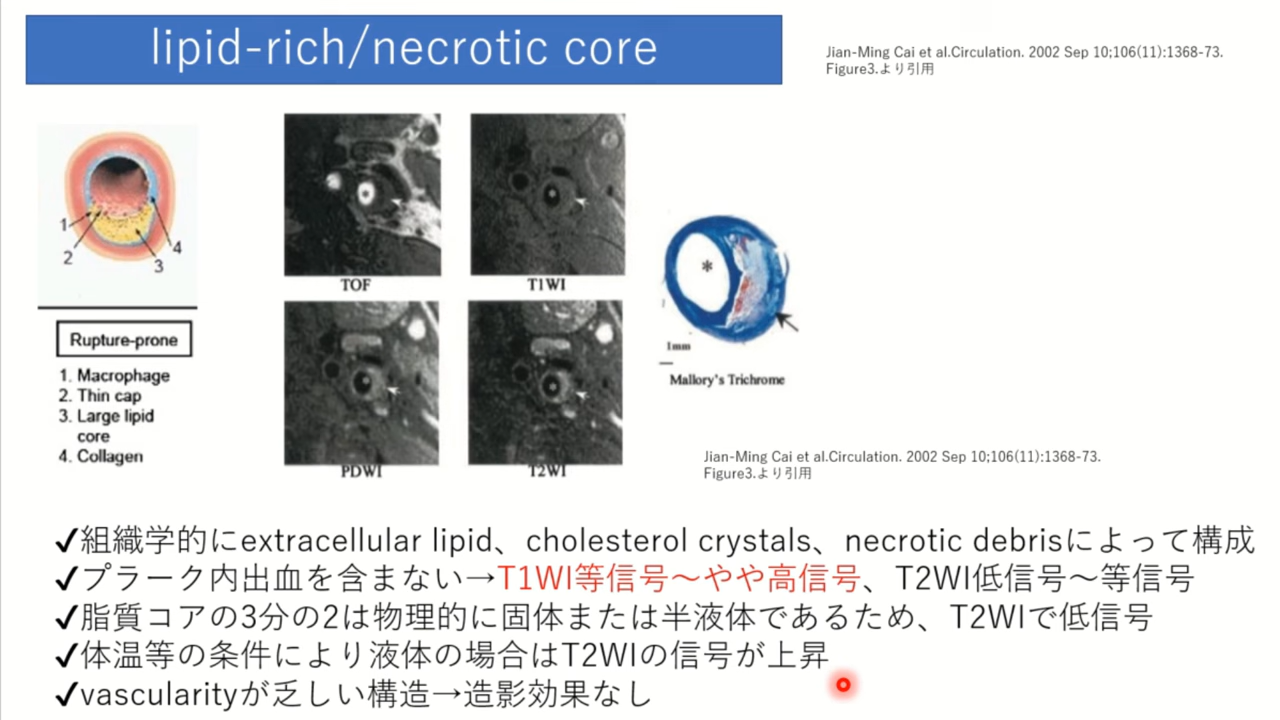 lipid-rich/necrotic core
Jian-Ming Cai et al.Circulation. 2002 Sep 10;106(11):1368-73.
Figure3.より引用
1
2
3
4
Rupture-prone
1. Macrophage
2. Thin cap
3. Large lipid
core
4. Collagen
TOF
T1WI
PDWI
T2WI
*
1mm
Mallory's Trichrome
Jian-Ming Cai et al.Circulation. 2002 Sep 10;106(11):1368-73.
Figure3.より引用
✓組織学的にextracellular lipid、cholesterol crystals、necrotic debrisによって構成
✓プラーク内出血を含まない→T1WI等信号～やや高信号、T2WI低信号～等信号
✓脂質コアの3分の2は物理的に固体または半液体であるため、T2WIで低信号
✓体温等の条件により液体の場合はT2WIの信号が上昇
✓vascularityが乏しい構造→造影効果なし